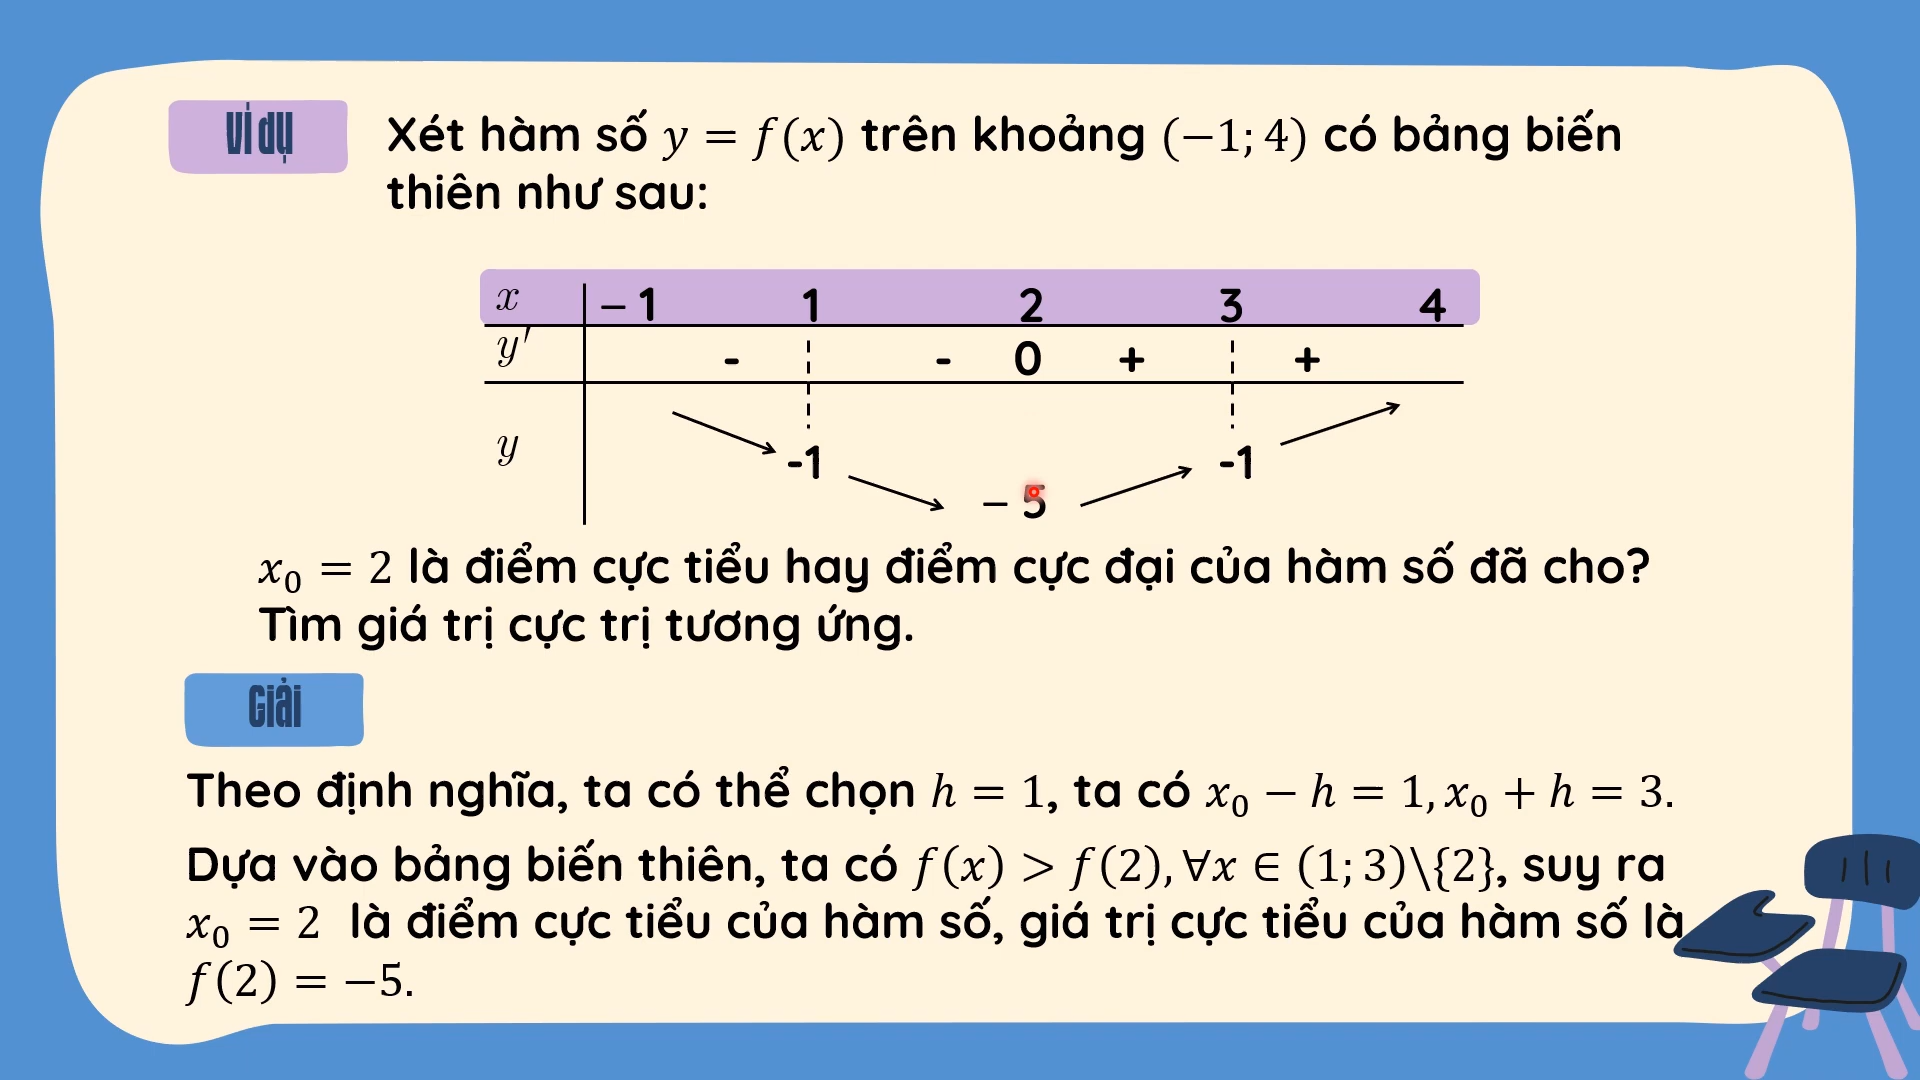 Ví dụ
Xét hàm số y = f(x) trên khoảng (−1; 4) có bảng biến
thiên như sau:
x − 1 1 2 3 4
y′ - - 0 + +
y -1 − 5 -1
x₀ = 2 là điểm cực tiểu hay điểm cực đại của hàm số đã cho?
Tìm giá trị cực trị tương ứng.
Giải
Theo định nghĩa, ta có thể chọn h = 1, ta có x₀ − h = 1, x₀ + h = 3.
Dựa vào bảng biến thiên, ta có f(x) > f(2), ∀x ∈ (1; 3)\{2}, suy ra
x₀ = 2 là điểm cực tiểu của hàm số, giá trị cực tiểu của hàm số là
f(2) = −5.